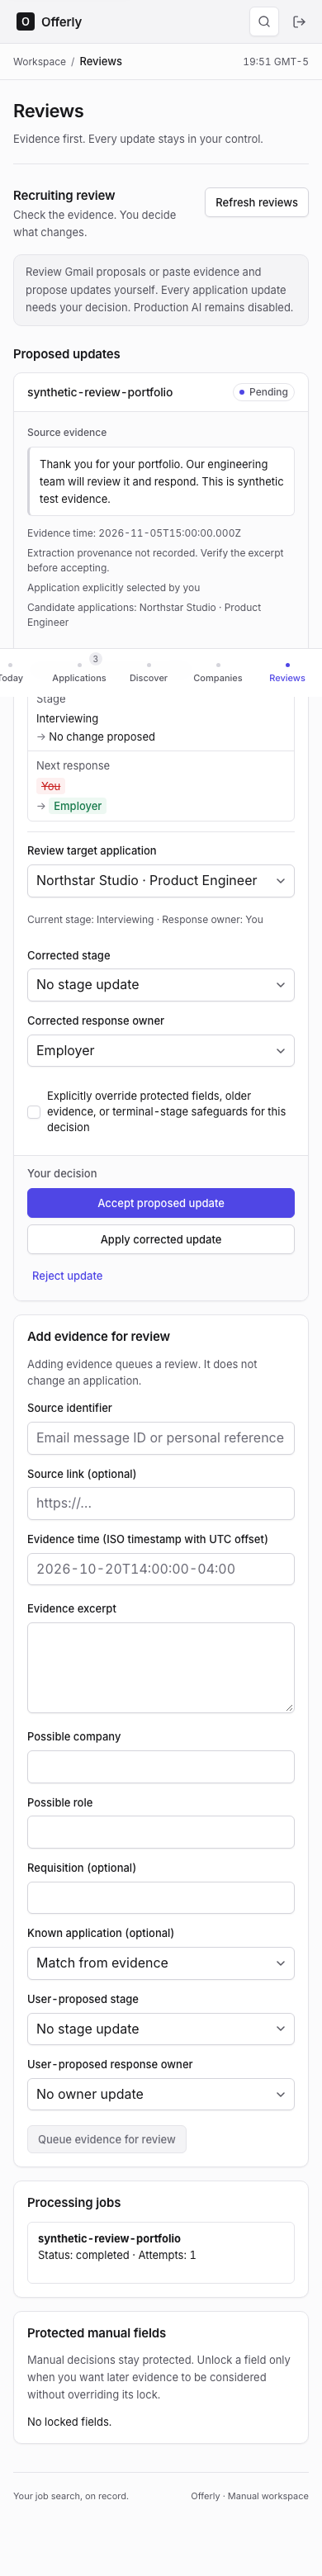 O Offerly
Workspace / Reviews 19:51 GMT-5
Reviews
Evidence first. Every update stays in your control.
Recruiting review
Check the evidence. You decide
what changes.
Refresh reviews
Review Gmail proposals or paste evidence and
propose updates yourself. Every application update
needs your decision. Production AI remains disabled.
Proposed updates
synthetic-review-portfolio Pending
Source evidence
Thank you for your portfolio. Our engineering
team will review it and respond. This is synthetic
test evidence.
Evidence time: 2026-11-05T15:00:00.000Z
Extraction provenance not recorded. Verify the excerpt
before accepting.
Application explicitly selected by you
Candidate applications: Northstar Studio · Product
Engineer
3
Today Applications Discover Companies Reviews
Stage
Interviewing
→ No change proposed
Next response
You
→ Employer
Review target application
Northstar Studio · Product Engineer
Current stage: Interviewing · Response owner: You
Corrected stage
No stage update
Corrected response owner
Employer
Explicitly override protected fields, older
evidence, or terminal-stage safeguards for this
decision
Your decision
Accept proposed update
Apply corrected update
Reject update
Add evidence for review
Adding evidence queues a review. It does not
change an application.
Source identifier
Email message ID or personal reference
Source link (optional)
https://...
Evidence time (ISO timestamp with UTC offset)
2026-10-20T14:00:00-04:00
Evidence excerpt
Possible company
Possible role
Requisition (optional)
Known application (optional)
Match from evidence
User-proposed stage
No stage update
User-proposed response owner
No owner update
Queue evidence for review
Processing jobs
synthetic-review-portfolio
Status: completed · Attempts: 1
Protected manual fields
Manual decisions stay protected. Unlock a field only
when you want later evidence to be considered
without overriding its lock.
No locked fields.
Your job search, on record. Offerly · Manual workspace